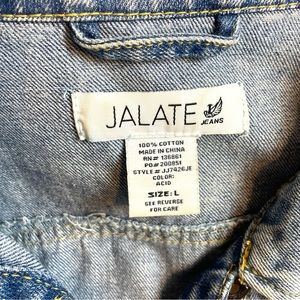 JALATE JEANS
100% COTTON
MADE IN CHINA
RN# 136861
PO# 200851
STYLE# JJ7426JE
COLOR:
ACID
SIZE: L
SEE REVERSE
FOR CARE